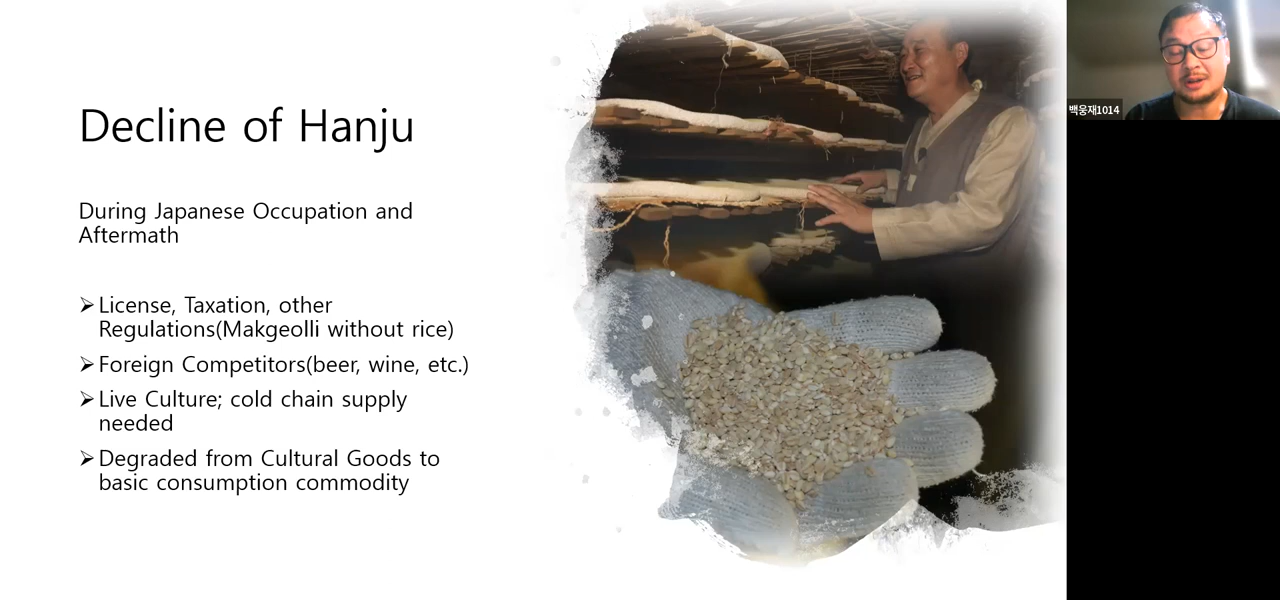 Decline of Hanju
During Japanese Occupation and
Aftermath
➢License, Taxation, other
Regulations(Makgeolli without rice)
➢Foreign Competitors(beer, wine, etc.)
➢Live Culture; cold chain supply
needed
➢Degraded from Cultural Goods to
basic consumption commodity
백웅재1014